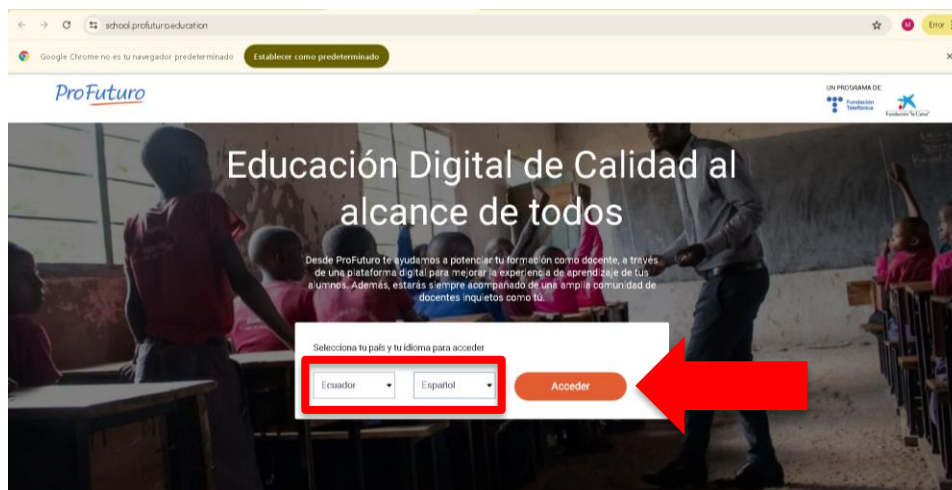 school.profuturo.education
M
Error
Google Chrome no es tu navegador predeterminado
Establecer como predeterminado
ProFuturo
UN PROGRAMA DE:
Fundación
Telefónica
Fundación "la Caixa"
Educación Digital de Calidad al
alcance de todos
Desde ProFuturo te ayudamos a potenciar tu formación como docente, a través
de una plataforma digital para mejorar la experiencia de aprendizaje de tus
alumnos. Además, estarás siempre acompañado de una amplia comunidad de
docentes inquietos como tú.
Selecciona tu país y tu idioma para acceder
Ecuador
Español
Acceder